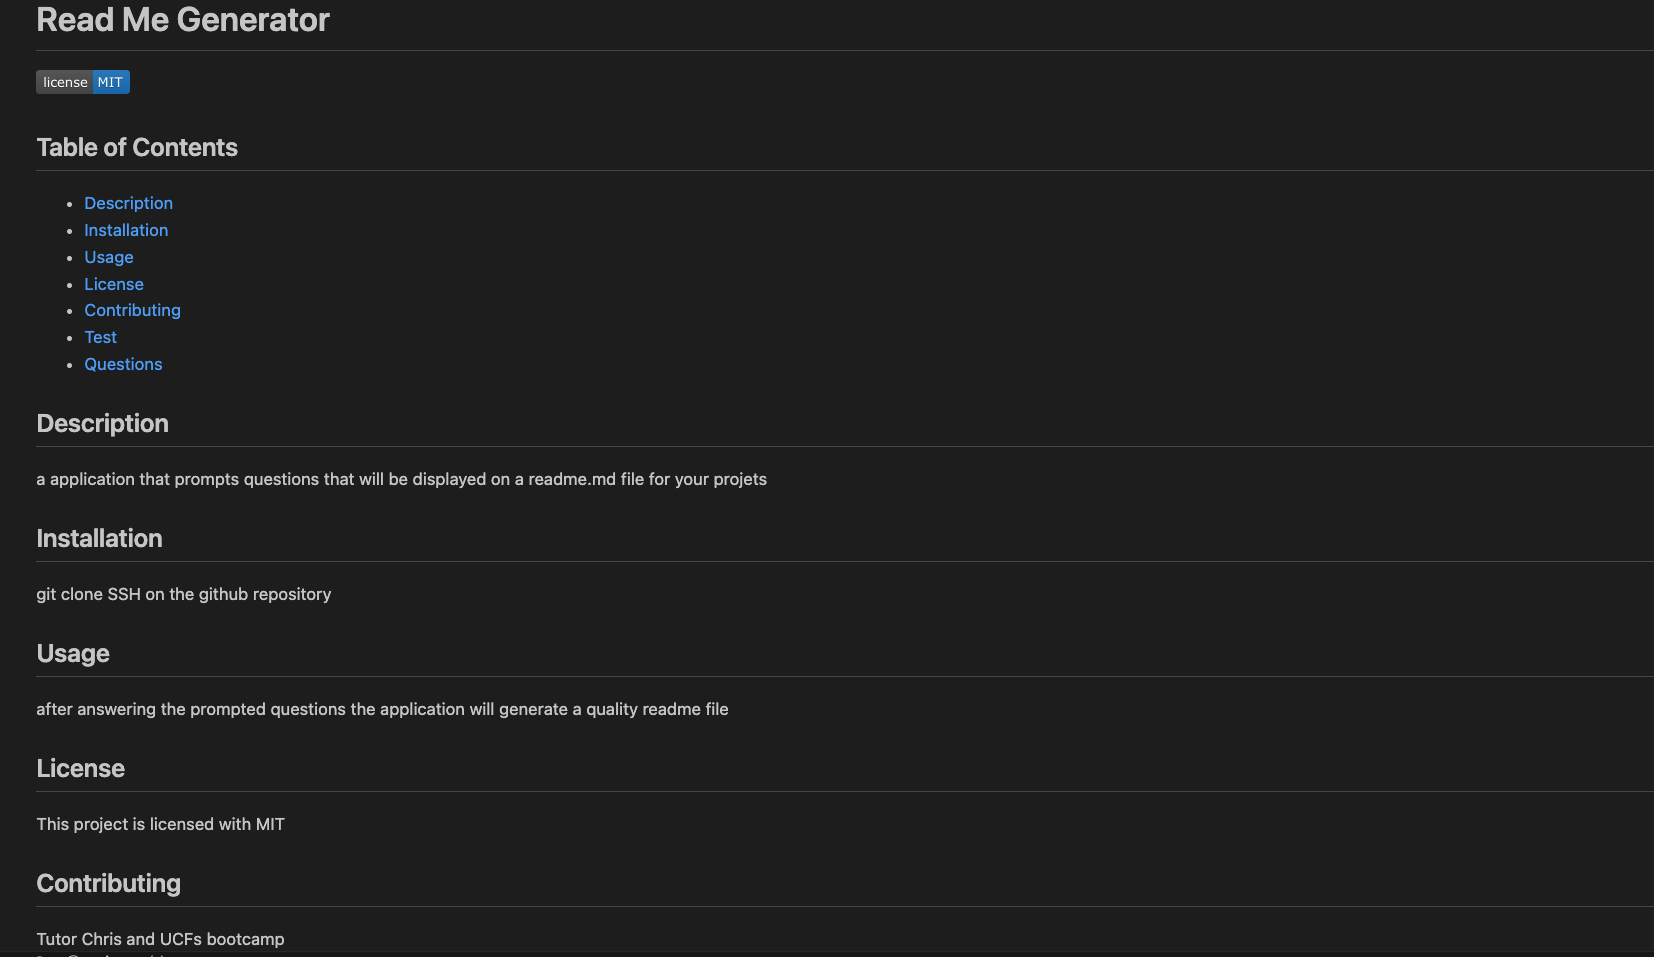 Read Me Generator
license MIT
Table of Contents
Description
Installation
Usage
License
Contributing
Test
Questions
Description
a application that prompts questions that will be displayed on a readme.md file for your projets
Installation
git clone SSH on the github repository
Usage
after answering the prompted questions the application will generate a quality readme file
License
This project is licensed with MIT
Contributing
Tutor Chris and UCFs bootcamp